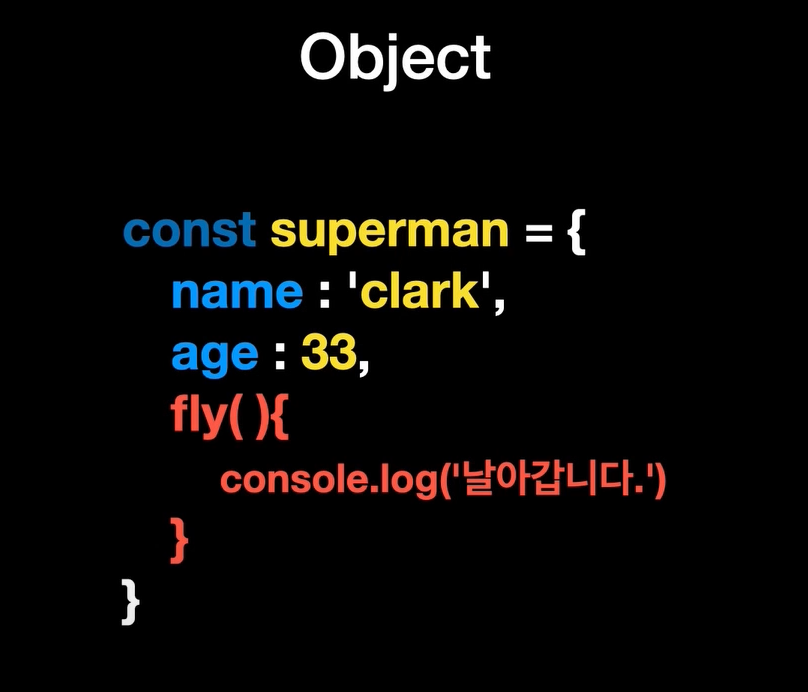 Object
const superman = {
name : 'clark',
age : 33,
fly( ){
console.log('날아갑니다.')
}
}